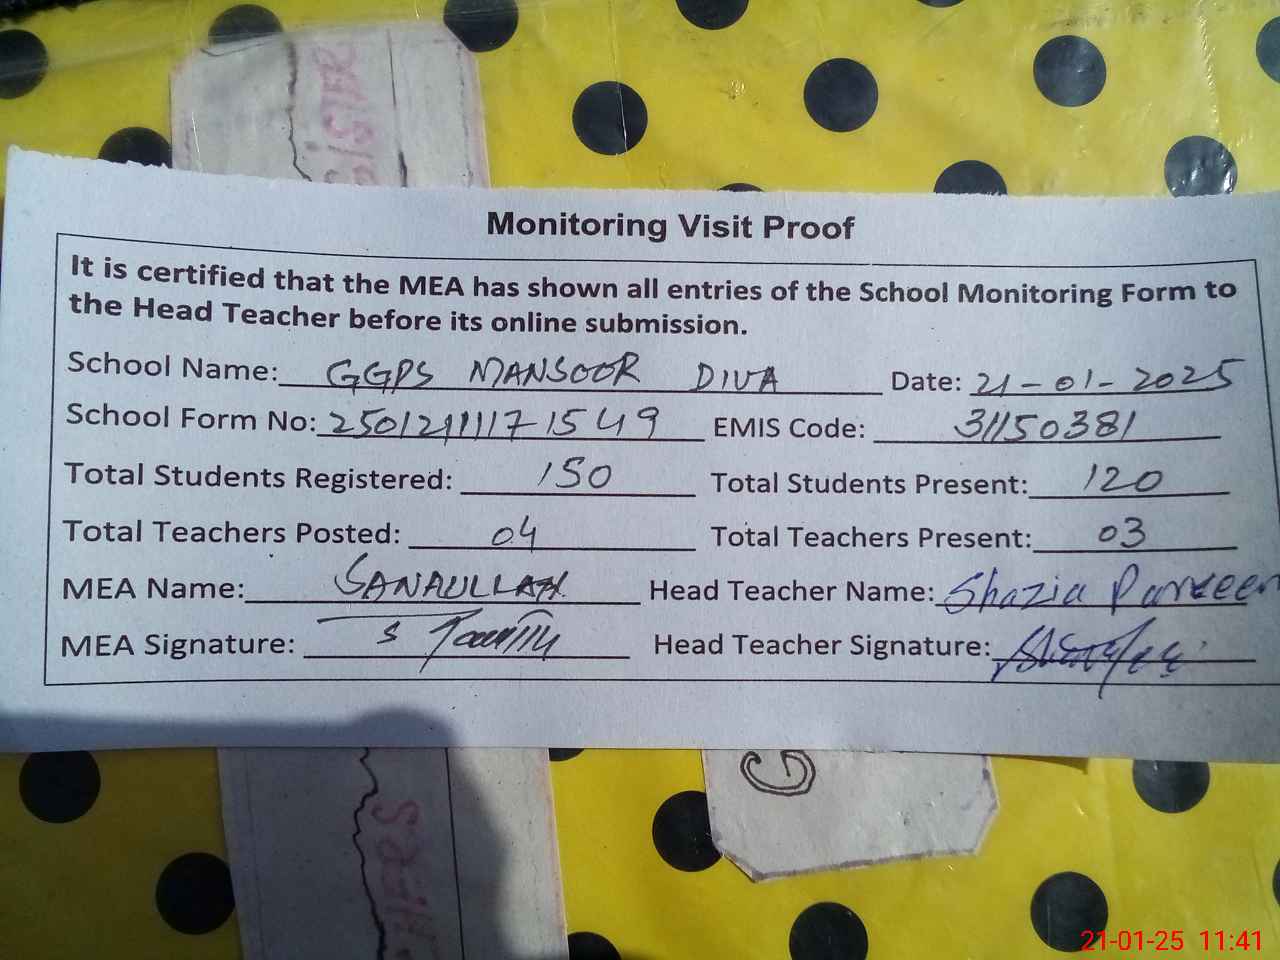 GISTER
Monitoring Visit Proof
It is certified that the MEA has shown all entries of the School Monitoring Form to
the Head Teacher before its online submission.
School Name: GGPS MANSOOR DIVA Date: 21-01-2025
School Form No: EMIS Code: 31150381
Total Students Registered: 150 Total Students Present: 120
Total Teachers Posted: 04 Total Teachers Present: 03
MEA Name: SANAULLAH Head Teacher Name: Shazia Parveen
MEA Signature: Head Teacher Signature:
HERS
G
21-01-25 11:41